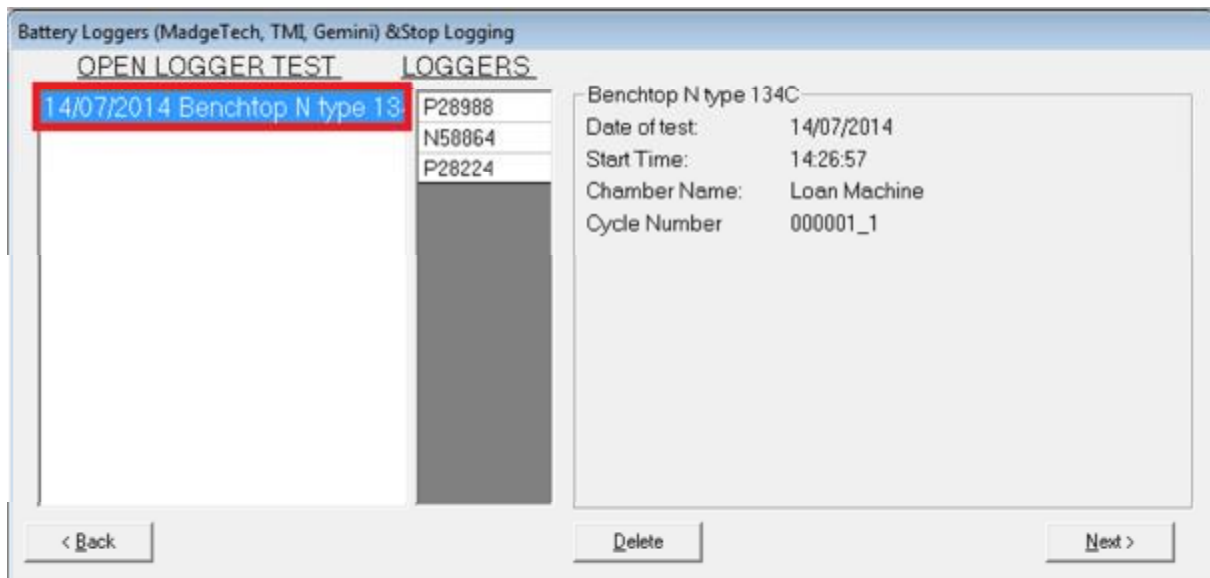 Battery Loggers (MadgeTech, TMI, Gemini) &Stop Logging
OPEN LOGGER TEST LOGGERS
14/07/2014 Benchtop N type 13
P28988
N58864
P28224
Benchtop N type 134C
Date of test: 14/07/2014
Start Time: 14:26:57
Chamber Name: Loan Machine
Cycle Number 000001_1
< Back
Delete
Next >